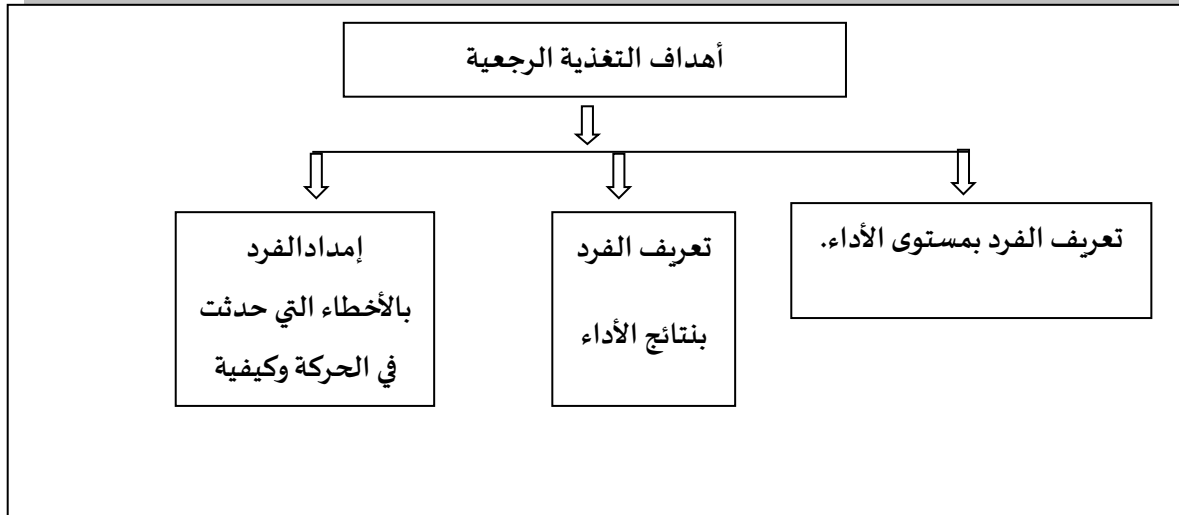 أهداف التغذية الرجعية
تعريف الفرد بمستوى الأداء.
تعريف الفرد
بنتائج الأداء
إمدادالفرد
بالأخطاء التي حدثت
في الحركة وكيفية